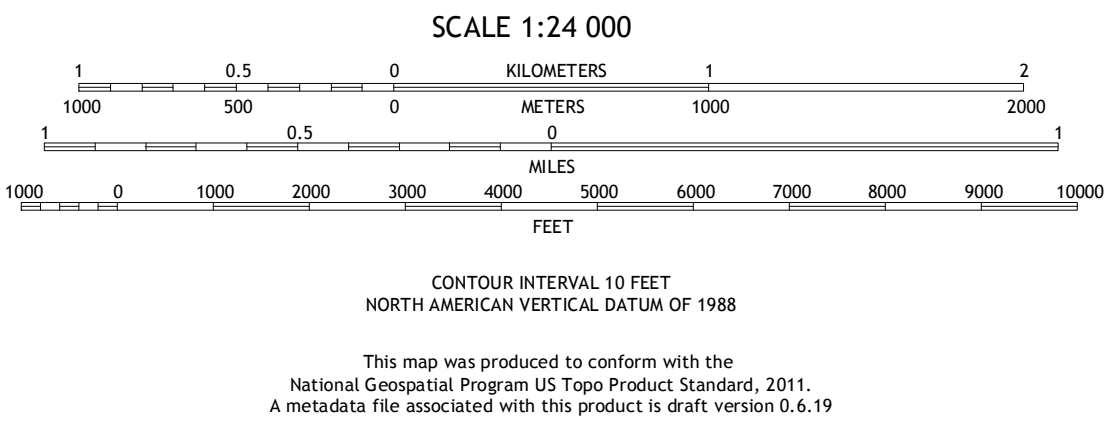 SCALE 1:24 000
1 0.5 0 KILOMETERS 1 2
1000 500 0 METERS 1000 2000
1 0.5 0 1
MILES
1000 0 1000 2000 3000 4000 5000 6000 7000 8000 9000 10000
FEET
CONTOUR INTERVAL 10 FEET
NORTH AMERICAN VERTICAL DATUM OF 1988
This map was produced to conform with the
National Geospatial Program US Topo Product Standard, 2011.
A metadata file associated with this product is draft version 0.6.19